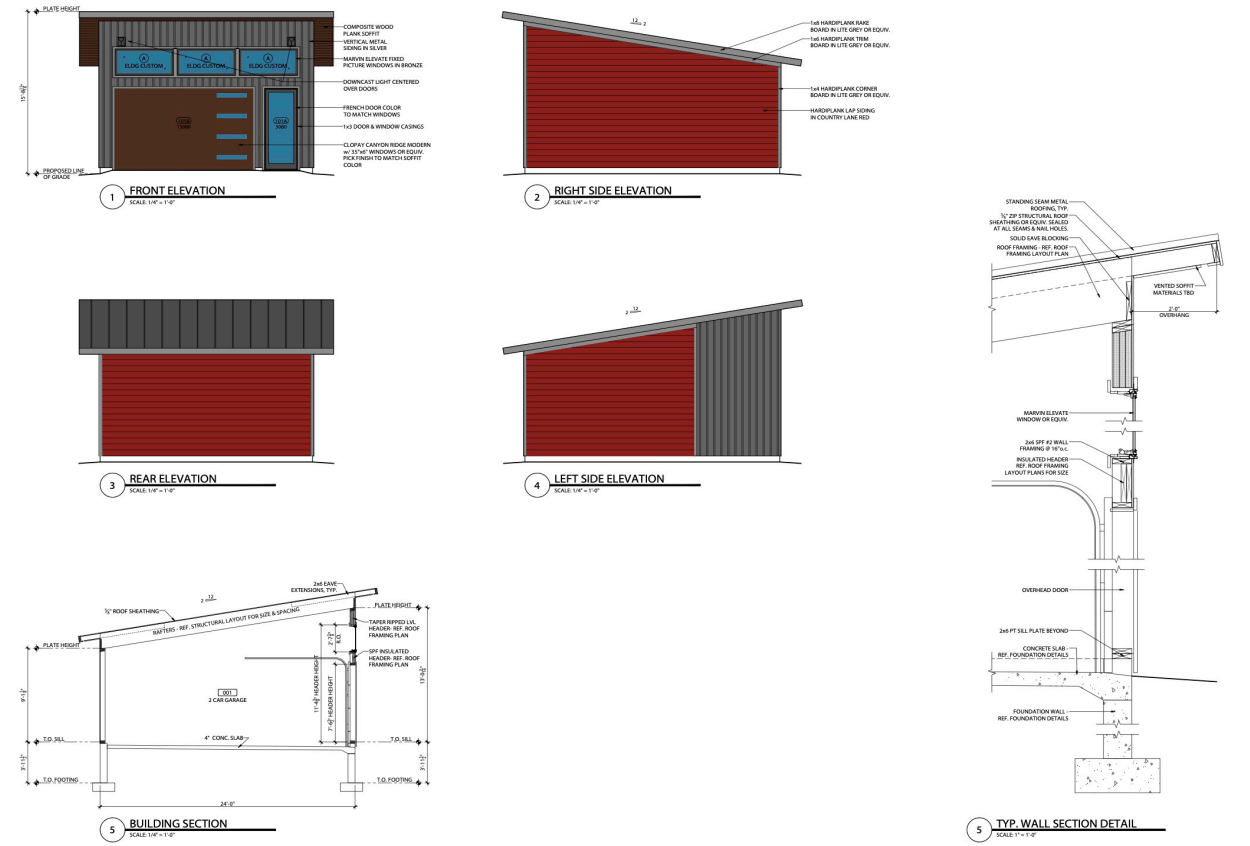 PLATE HEIGHT
15'-8½"
PROPOSED LINE
OF GRADE
A
ELDG CUSTOM
A
ELDG CUSTOM
A
ELDG CUSTOM
101A
3080
COMPOSITE WOOD
PLANK SOFFIT
VERTICAL METAL
SIDING IN SILVER
MARVIN ELEVATE FIXED
PICTURE WINDOWS IN BRONZE
DOWNCAST LIGHT CENTERED
OVER DOORS
FRENCH DOOR COLOR
TO MATCH WINDOWS
1x3 DOOR & WINDOW CASINGS
CLOPAY CANYON RIDGE MODERN
w/ 35"x6" WINDOWS OR EQUIV.
PICK FINISH TO MATCH SOFFIT
COLOR
1 FRONT ELEVATION
SCALE: 1/4" = 1'-0"
12
2
1x8 HARDIPLANK RAKE
BOARD IN LITE GREY OR EQUIV.
1x6 HARDIPLANK TRIM
BOARD IN LITE GREY OR EQUIV.
1x4 HARDIPLANK CORNER
BOARD IN LITE GREY OR EQUIV.
HARDIPLANK LAP SIDING
IN COUNTRY LANE RED
2 RIGHT SIDE ELEVATION
SCALE: 1/4" = 1'-0"
3 REAR ELEVATION
SCALE: 1/4" = 1'-0"
12
2
4 LEFT SIDE ELEVATION
SCALE: 1/4" = 1'-0"
STANDING SEAM METAL
ROOFING, TYP.
ZIP STRUCTURAL ROOF
SHEATHING OR EQUIV. SEALED
AT ALL SEAMS & NAIL HOLES.
SOLID EAVE BLOCKING
ROOF FRAMING - REF. ROOF
FRAMING LAYOUT PLAN
VENTED SOFFIT
MATERIALS TBD
2'-0"
OVERHANG
MARVIN ELEVATE
WINDOW OR EQUIV.
2x6 SPF #2 WALL
FRAMING @ 16"o.c.
INSULATED HEADER
REF. ROOF FRAMING
LAYOUT PLANS FOR SIZE
OVERHEAD DOOR
2x6 PT SILL PLATE BEYOND
CONCRETE SLAB -
REF. FOUNDATION DETAILS
FOUNDATION WALL -
REF. FOUNDATION DETAILS
5 TYP. WALL SECTION DETAIL
SCALE: 1" = 1'-0"
2x6 EAVE
EXTENSIONS, TYP.
12
2
ROOF SHEATHING
RAFTERS - REF. STRUCTURAL LAYOUT FOR SIZE & SPACING
PLATE HEIGHT
TAPER RIPPED LVL
HEADER- REF. ROOF
FRAMING PLAN
R.O.
SPF INSULATED
HEADER- REF. ROOF
FRAMING PLAN
PLATE HEIGHT
HEADER HEIGHT
HEADER HEIGHT
001
2 CAR GARAGE
4" CONC. SLAB
T.O. SILL
T.O. SILL
T.O. FOOTING
T.O. FOOTING
24'-0"
5 BUILDING SECTION
SCALE: 1/4" = 1'-0"